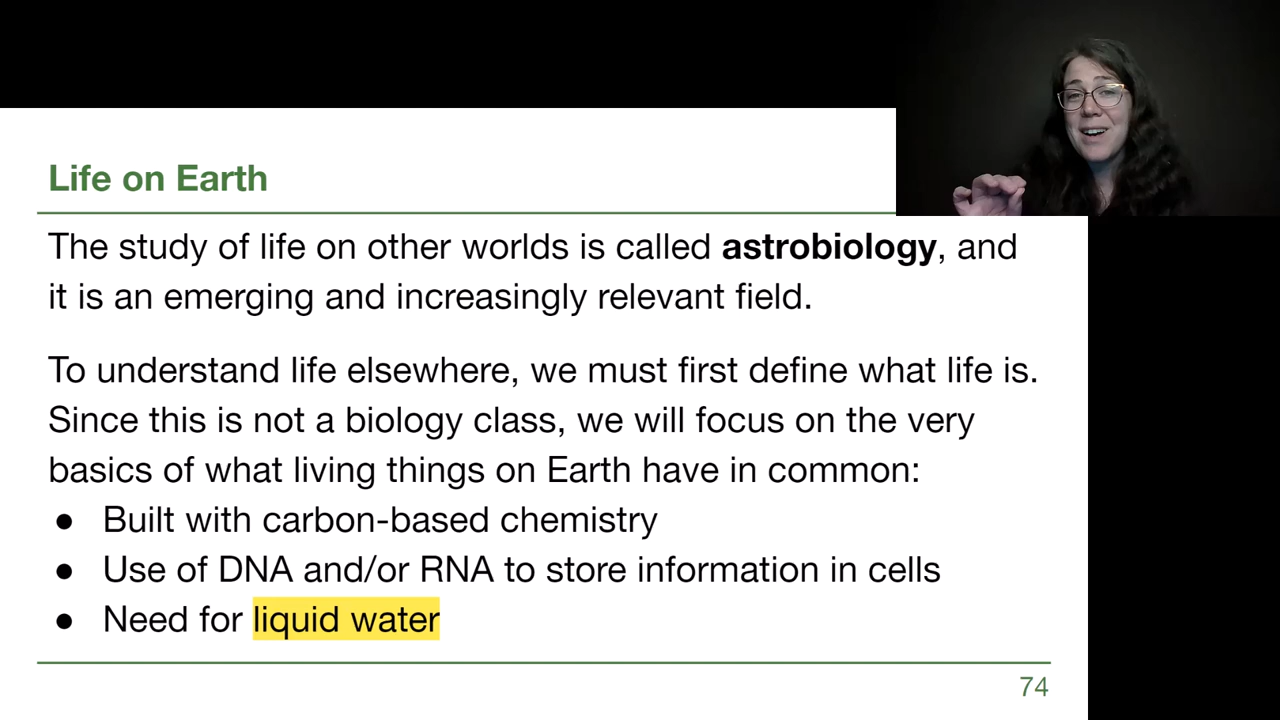 Life on Earth
The study of life on other worlds is called astrobiology, and
it is an emerging and increasingly relevant field.
To understand life elsewhere, we must first define what life is.
Since this is not a biology class, we will focus on the very
basics of what living things on Earth have in common:
● Built with carbon-based chemistry
● Use of DNA and/or RNA to store information in cells
● Need for liquid water
74